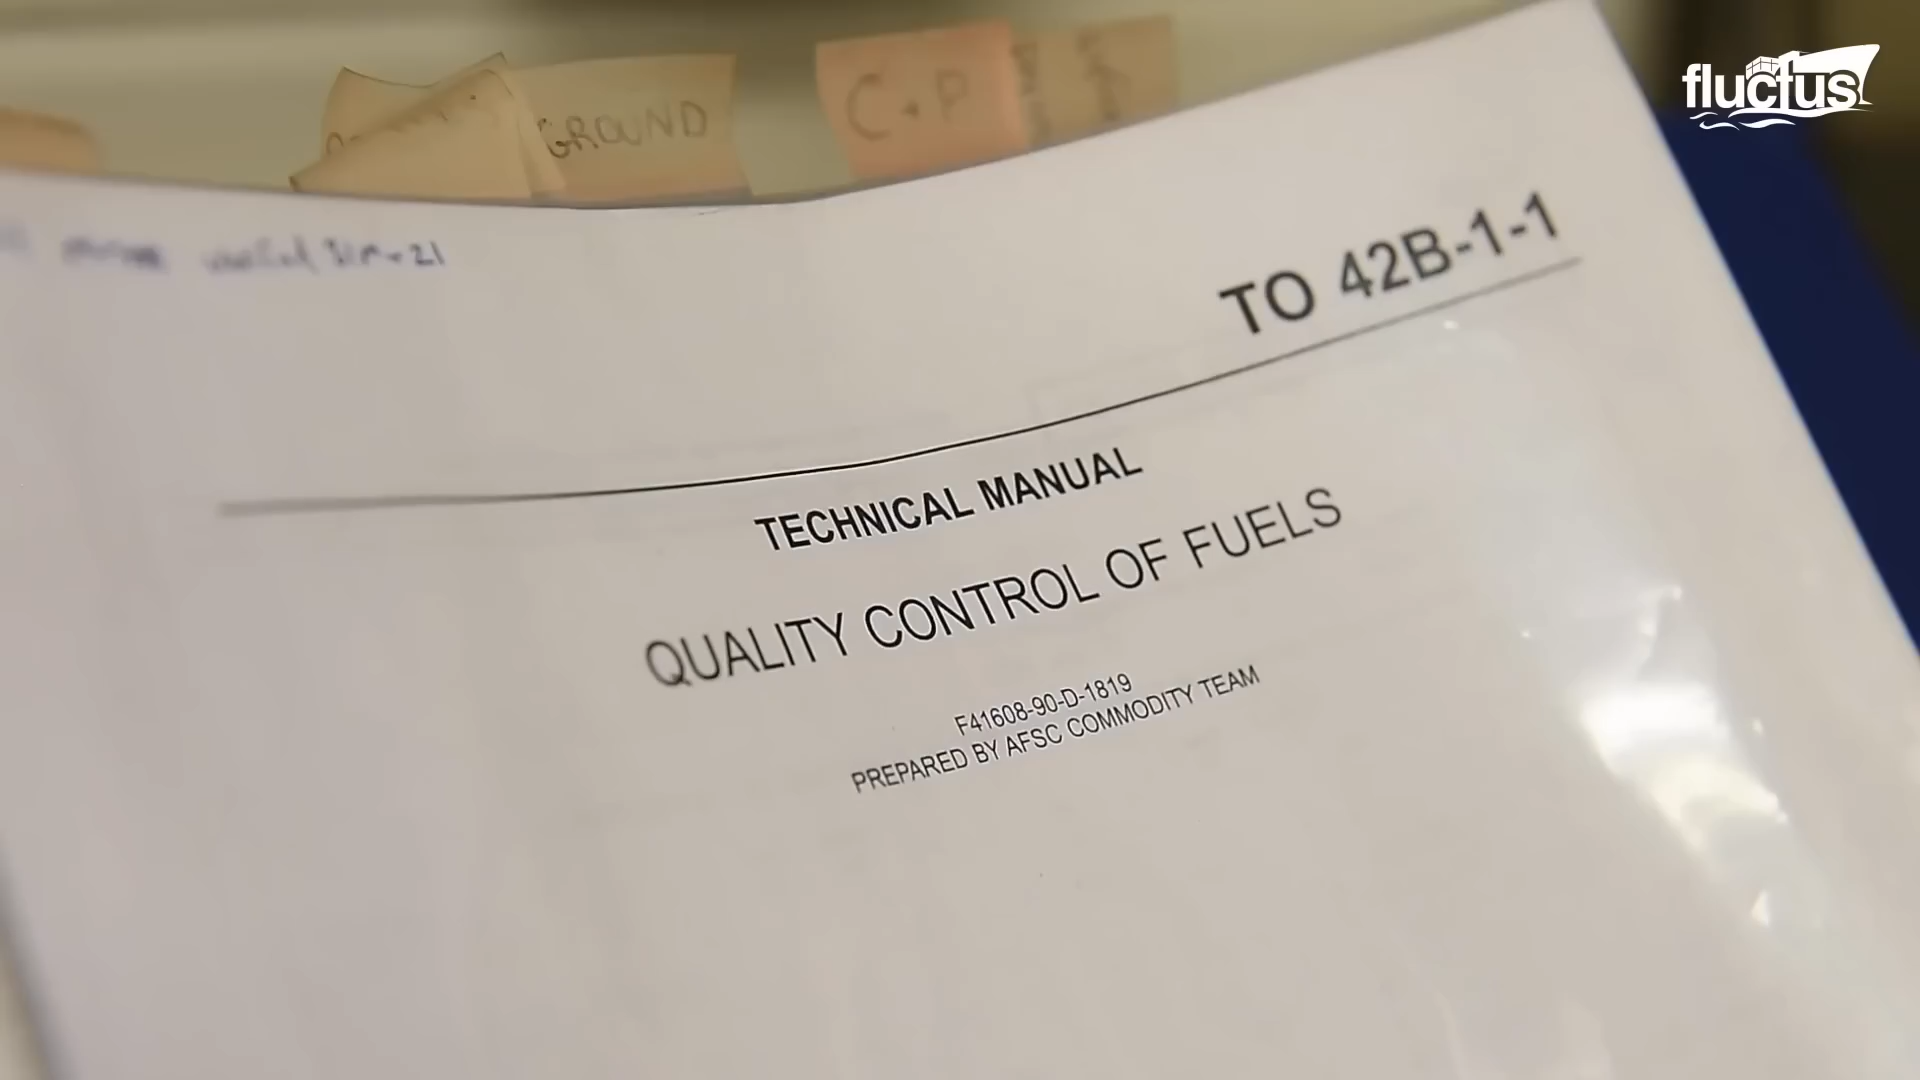 fluctus
GROUND
C+P
TO 42B-1-1
TECHNICAL MANUAL
QUALITY CONTROL OF FUELS
F41608-90-D-1819
PREPARED BY AFSC COMMODITY TEAM